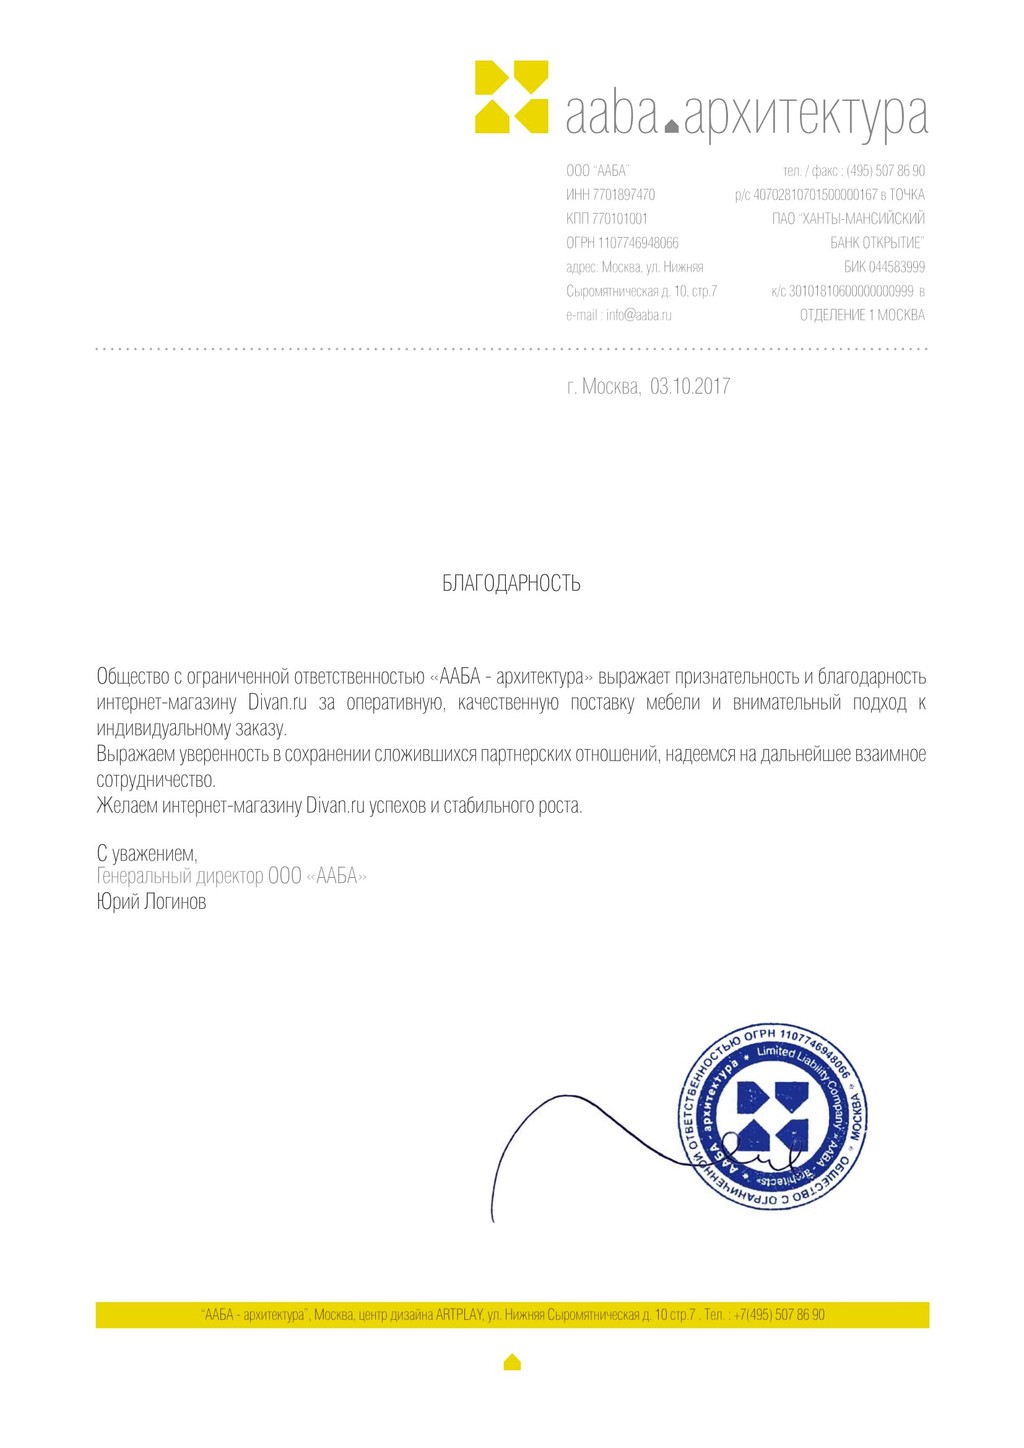 ааba.архитектура
ООО "ААБА"
ИНН 7701897470
КПП 770101001
ОГРН 1107746948066
адрес: Москва, ул. Нижняя
Сыромятническая д. 10, стр.7
e-mail : info@aaba.ru
тел. / факс : (495) 507 86 90
р/с 40702810701500000167 в ТОЧКА
ПАО "ХАНТЫ-МАНСИЙСКИЙ
БАНК ОТКРЫТИЕ"
БИК 044583999
к/с 30101810600000000999 в
ОТДЕЛЕНИЕ 1 МОСКВА
г. Москва, 03.10.2017
БЛАГОДАРНОСТЬ
Общество с ограниченной ответственностью «ААБА - архитектура» выражает признательность и благодарность
интернет-магазину Divan.ru за оперативную, качественную поставку мебели и внимательный подход к
индивидуальному заказу.
Выражаем уверенность в сохранении сложившихся партнерских отношений, надеемся на дальнейшее взаимное
сотрудничество.
Желаем интернет-магазину Divan.ru успехов и стабильного роста.
С уважением,
Генеральный директор ООО «ААБА»
Юрий Логинов
ОБЩЕСТВО С ОГРАНИЧЕННОЙ ОТВЕТСТВЕННОСТЬЮ ОГРН 1107746948066 * МОСКВА *
ААБА - архитектура * Limited Liability Company «AABA - architects» *
"ААБА - архитектура", Москва, центр дизайна ARTPLAY, ул. Нижняя Сыромятническая д. 10 стр.7 . Тел. : +7(495) 507 86 90